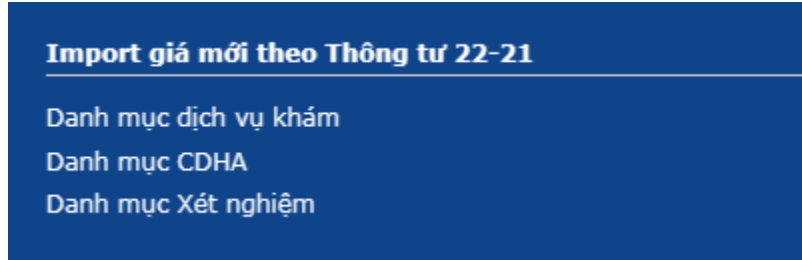 Import giá mới theo Thông tư 22-21
Danh mục dịch vụ khám
Danh mục CDHA
Danh mục Xét nghiệm